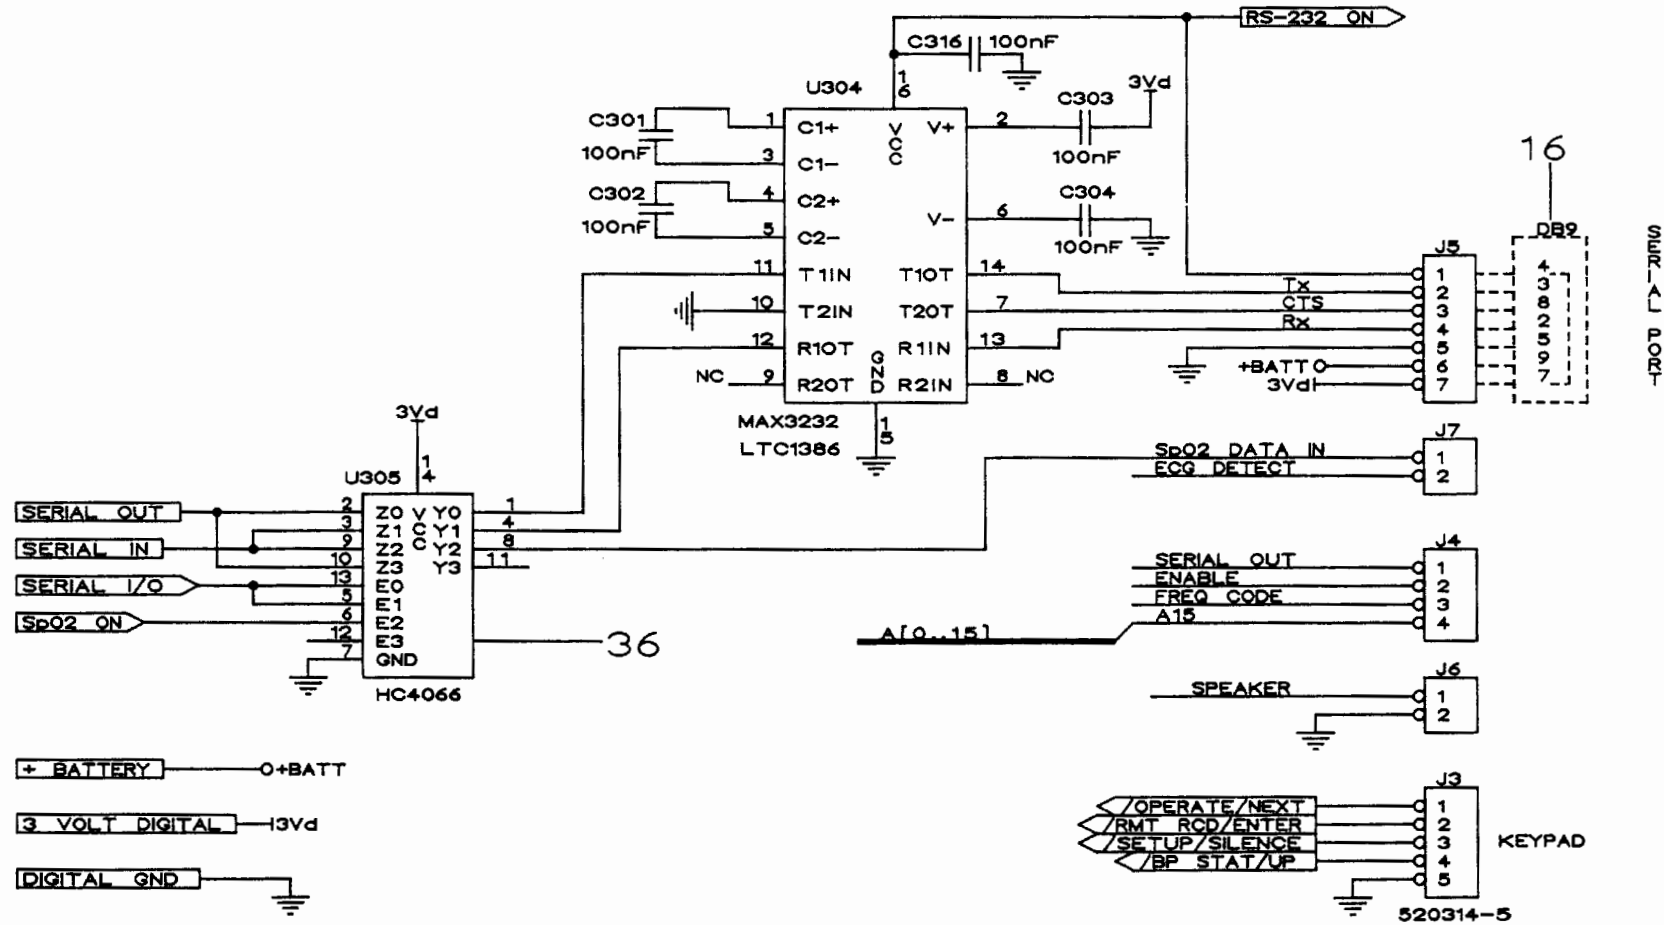 RS-232 ON
C316 100nF
1
6
U304
C303
3Vd
C301
100nF
1 C1+
VCC
V+ 2
100nF
3 C1-
C302
100nF
4 C2+
C304
V- 6
100nF
5 C2-
16
DB9
J5
SERIAL PORT
11 T1IN
T1OT 14
1 4
Tx
2 3
10 T2IN
T2OT 7
CTS
3 8
Rx
4 2
12 R1OT
R1IN 13
5 5
GND
+BATT
6 9
NC 9 R2OT
R2IN 8 NC
3Vd
7 7
MAX3232
LTC1386
1
5
3Vd
1
4
U305
J7
SpO2 DATA IN 1
ECG DETECT 2
SERIAL OUT
2 Z0
VCC
Y0 1
3 Z1
Y1 4
SERIAL IN
9 Z2
Y2 8
10 Z3
Y3 11
SERIAL I/O
13 E0
5 E1
SpO2 ON
6 E2
12 E3
36
7 GND
HC4066
J4
SERIAL OUT 1
ENABLE 2
FREQ CODE 3
A15 4
A[0..15]
J6
SPEAKER 1
2
+ BATTERY
+BATT
3 VOLT DIGITAL
3Vd
DIGITAL GND
J3
/OPERATE/NEXT 1
/RMT RCD/ENTER 2
/SETUP/SILENCE 3
/BP STAT/UP 4
5
KEYPAD
520314-5